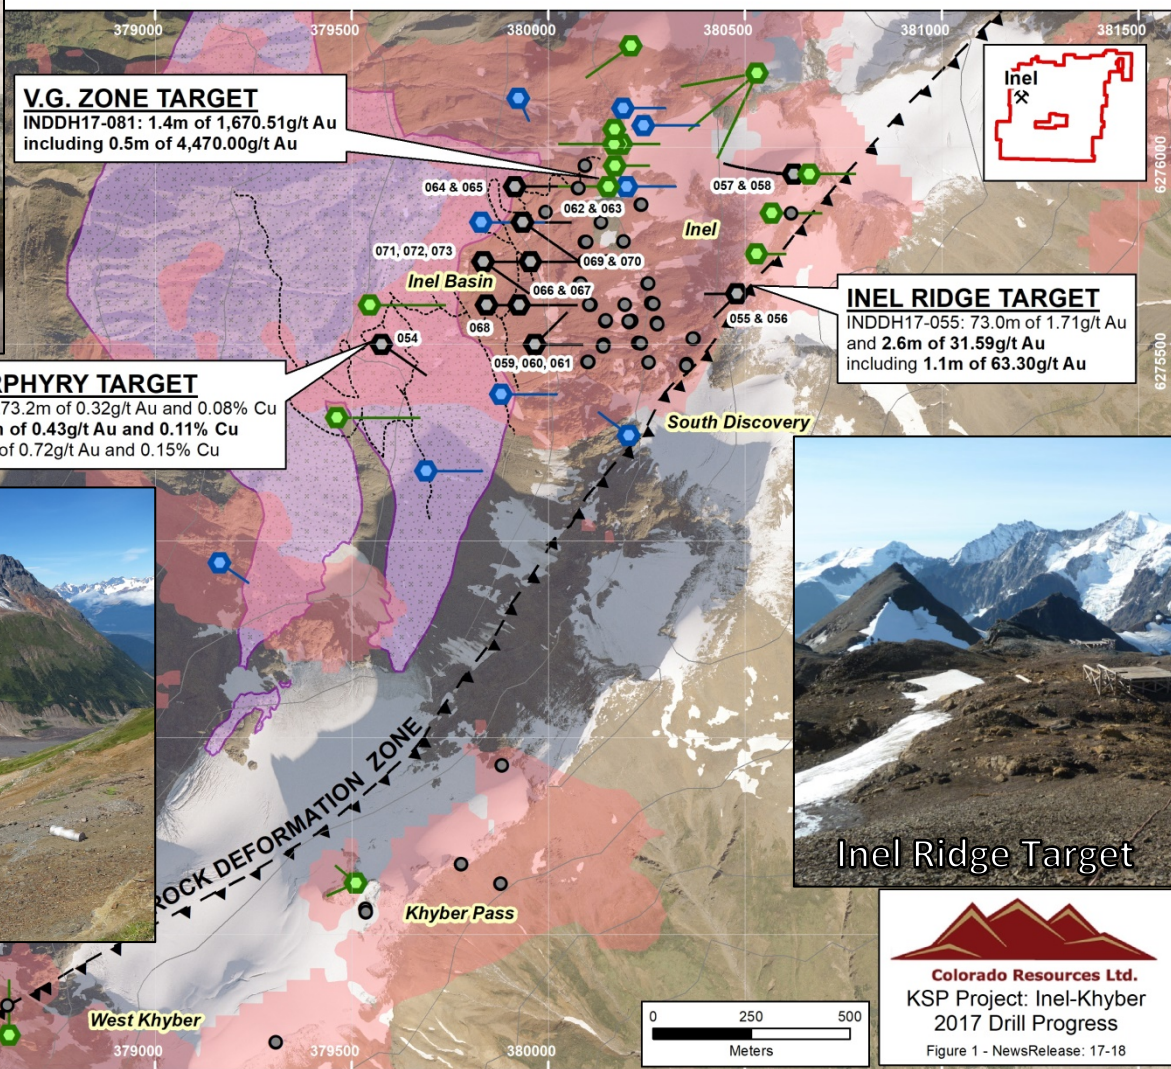 379000
379500
380000
380500
381000
381500
V.G. ZONE TARGET
INDDH17-081: 1.4m of 1,670.51g/t Au
including 0.5m of 4,470.00g/t Au
Inel
6276000
064 & 065
057 & 058
062 & 063
Inel
071, 072, 073
069 & 070
Inel Basin
066 & 067
068
055 & 056
054
059, 060, 061
INEL RIDGE TARGET
INDDH17-055: 73.0m of 1.71g/t Au
and 2.6m of 31.59g/t Au
including 1.1m of 63.30g/t Au
6275500
RPHYRY TARGET
73.2m of 0.32g/t Au and 0.08% Cu
m of 0.43g/t Au and 0.11% Cu
of 0.72g/t Au and 0.15% Cu
South Discovery
ROCK DEFORMATION ZONE
Inel Ridge Target
Khyber Pass
West Khyber
Colorado Resources Ltd.
KSP Project: Inel-Khyber
2017 Drill Progress
Figure 1 - NewsRelease: 17-18
0
250
500
Meters
379000
379500
380000